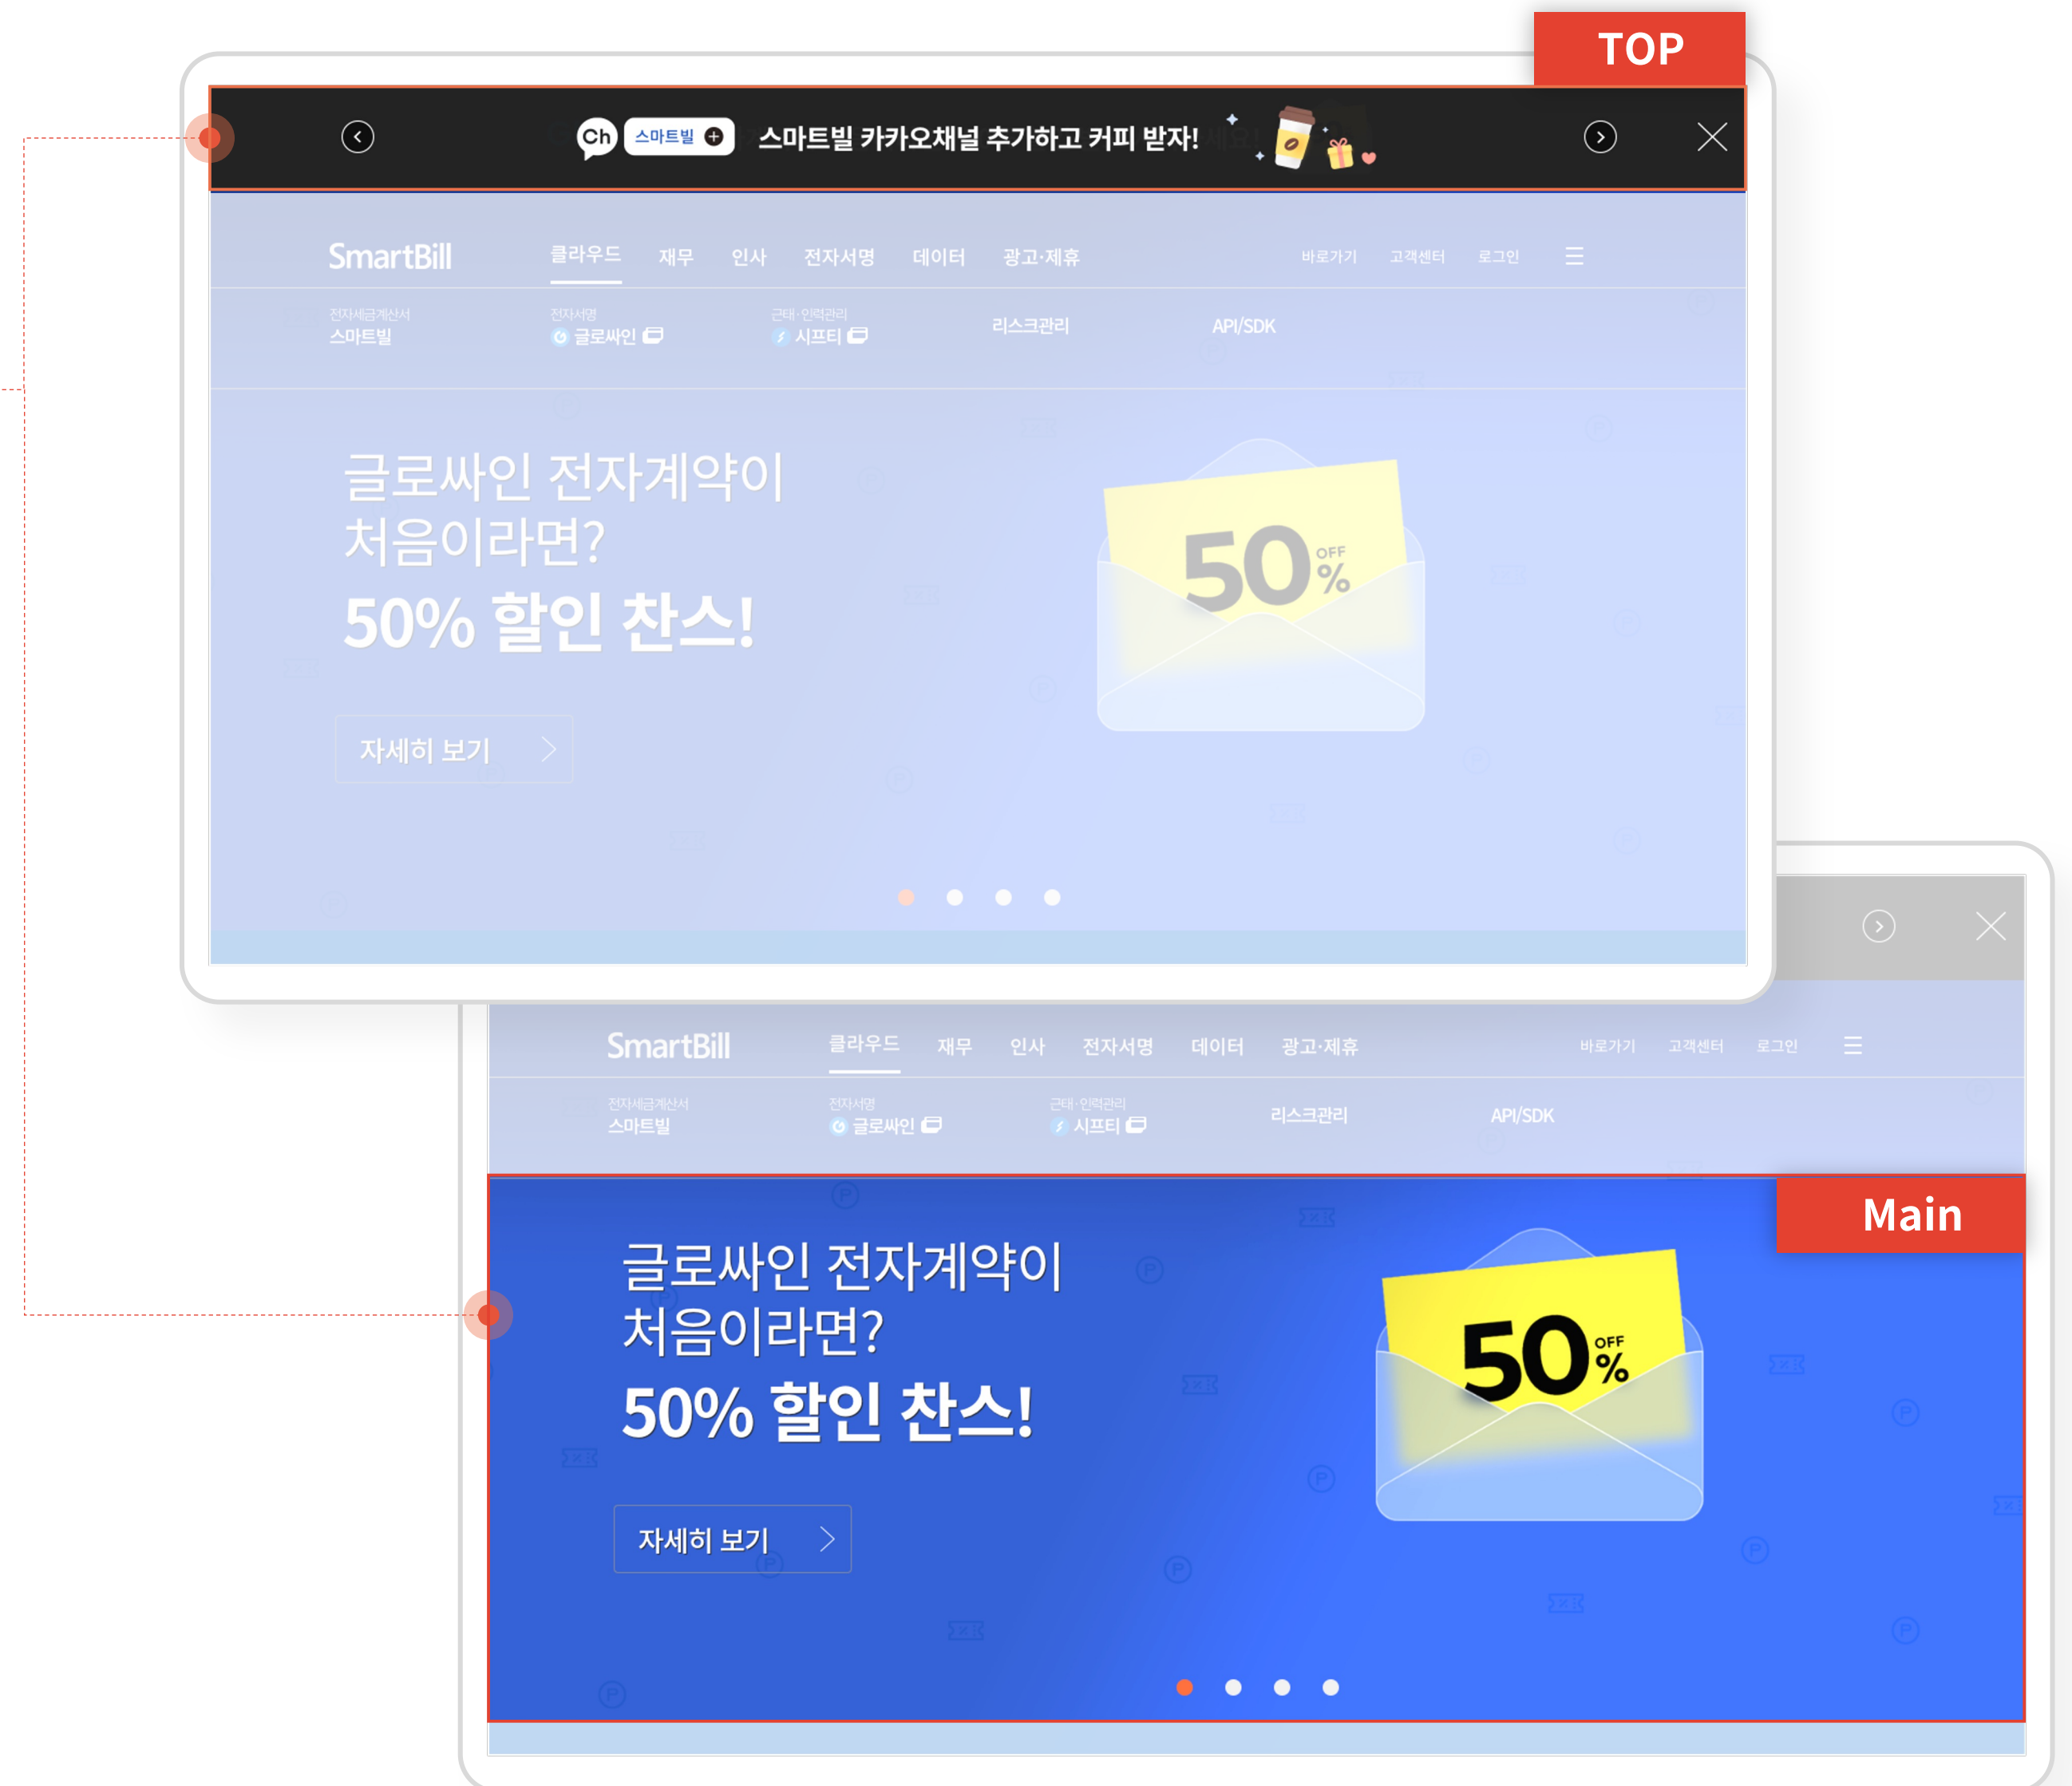 TOP
Ch 스마트빌 스마트빌 카카오채널 추가하고 커피 받자!
SmartBill 클라우드 재무 인사 전자서명 데이터 광고·제휴 바로가기 고객센터 로그인
전자세금계산서 전자서명 근태·인력관리
스마트빌 글로싸인 시프티 리스크관리 API/SDK
글로싸인 전자계약이
처음이라면?
50% 할인 찬스!
50 OFF %
자세히 보기
SmartBill 클라우드 재무 인사 전자서명 데이터 광고·제휴 바로가기 고객센터 로그인
전자세금계산서 전자서명 근태·인력관리
스마트빌 글로싸인 시프티 리스크관리 API/SDK
Main
글로싸인 전자계약이
처음이라면?
50% 할인 찬스!
50 OFF %
자세히 보기